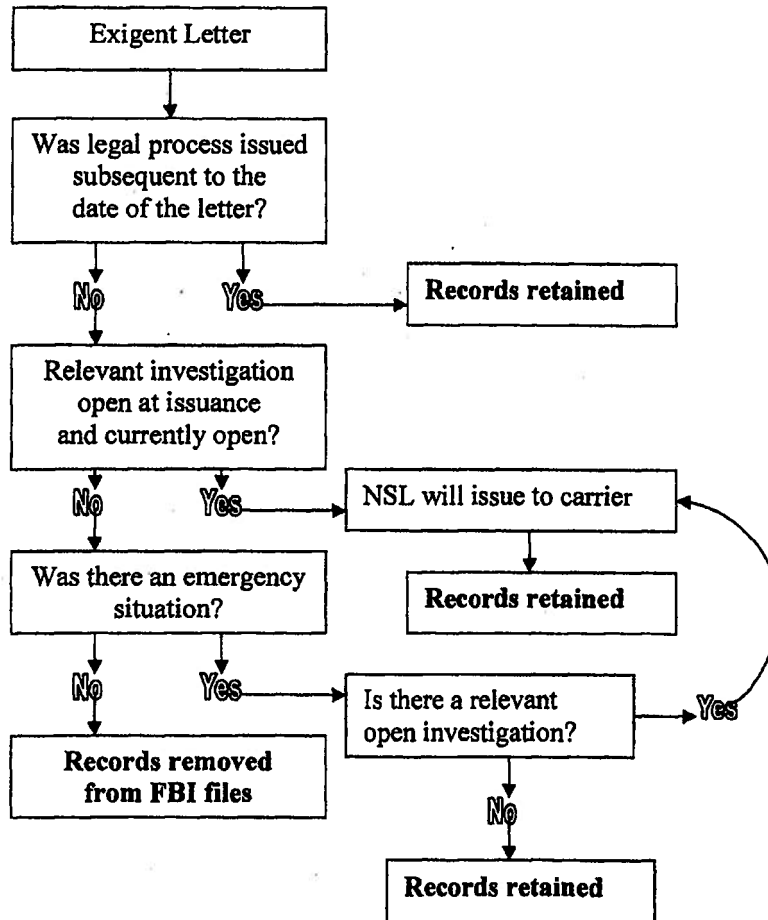 Exigent Letter
Was legal process issued
subsequent to the
date of the letter?
No
Yes
Records retained
Relevant investigation
open at issuance
and currently open?
No
Yes
NSL will issue to carrier
Records retained
Was there an emergency
situation?
No
Yes
Is there a relevant
open investigation?
Yes
Records removed
from FBI files
No
Records retained